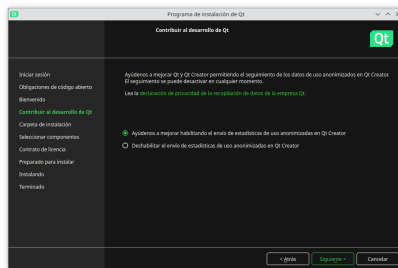 Qt
Programa de instalación de Qt
Contribuir al desarrollo de Qt
Qt
Iniciar sesión
Obligaciones de código abierto
Bienvenido
Contribuir al desarrollo de Qt
Carpeta de instalación
Seleccionar componentes
Contrato de licencia
Preparado para instalar
Instalando
Terminado
Ayúdenos a mejorar Qt y Qt Creator permitiendo el seguimiento de los datos de uso anonimizados en Qt Creator.
El seguimiento se puede desactivar en cualquier momento.
Lea la declaración de privacidad de la recopilación de datos de la empresa Qt.
Ayúdenos a mejorar habilitando el envío de estadísticas de uso anonimizadas en Qt Creator
Deshabilitar el envío de estadísticas de uso anonimizadas en Qt Creator
< Atrás
Siguiente >
Cancelar